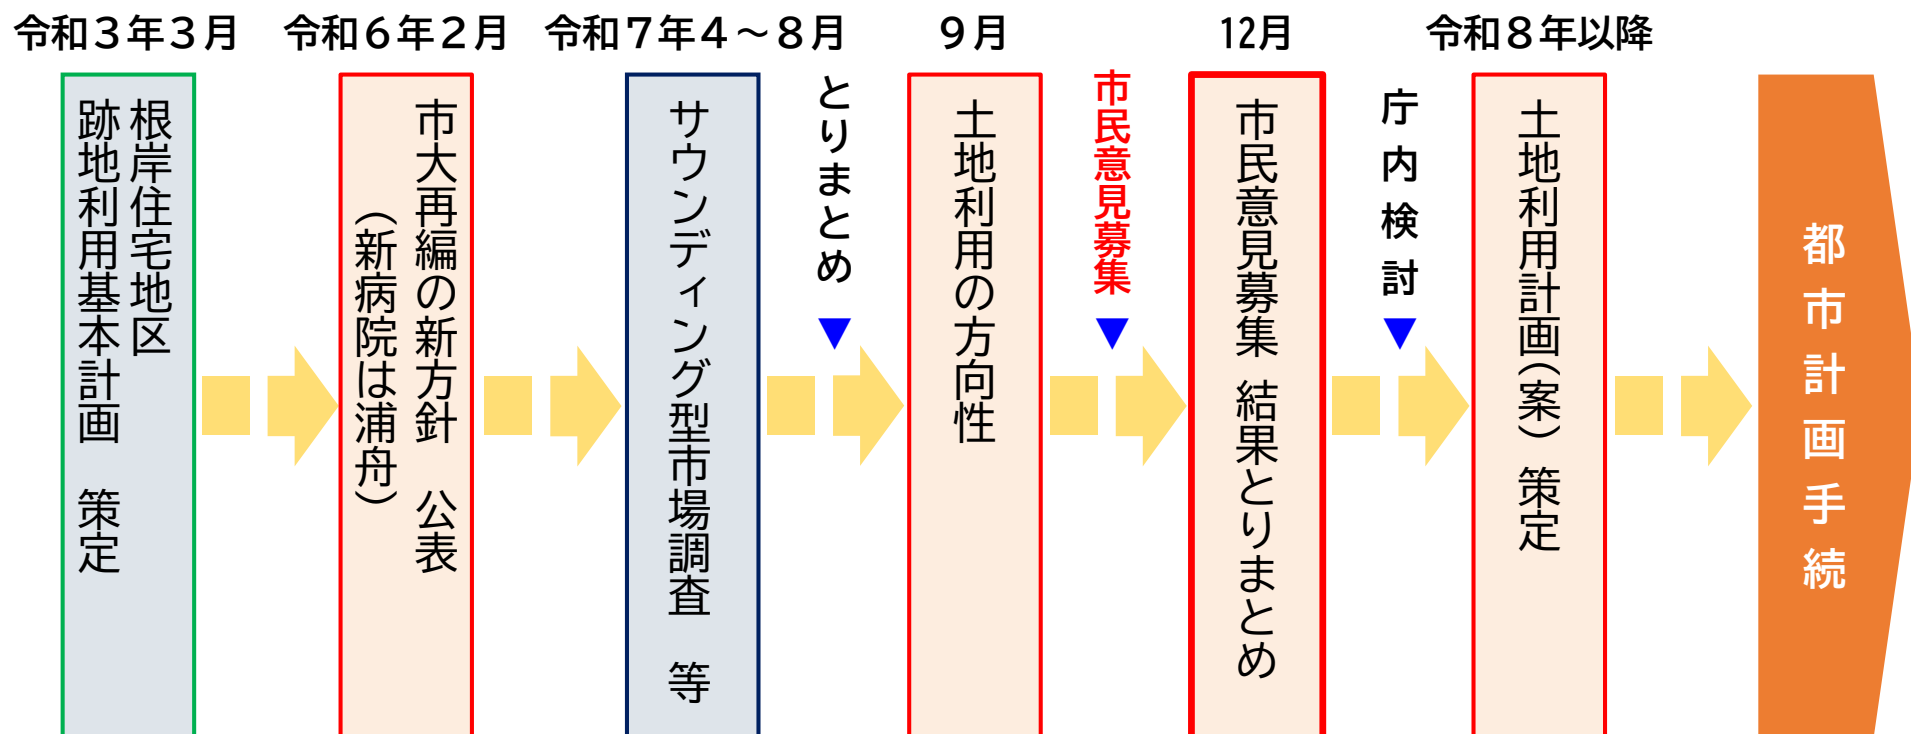 令和３年３月
令和６年２月
令和７年４～８月
９月
12月
令和８年以降
根岸住宅地区
跡地利用基本計画　策定
市大再編の新方針　公表
（新病院は浦舟）
サウンディング型市場調査　等
とりまとめ
▼
土地利用の方向性
市民意見募集
▼
市民意見募集 結果とりまとめ
庁内検討
▼
土地利用計画（案） 策定
都市計画手続